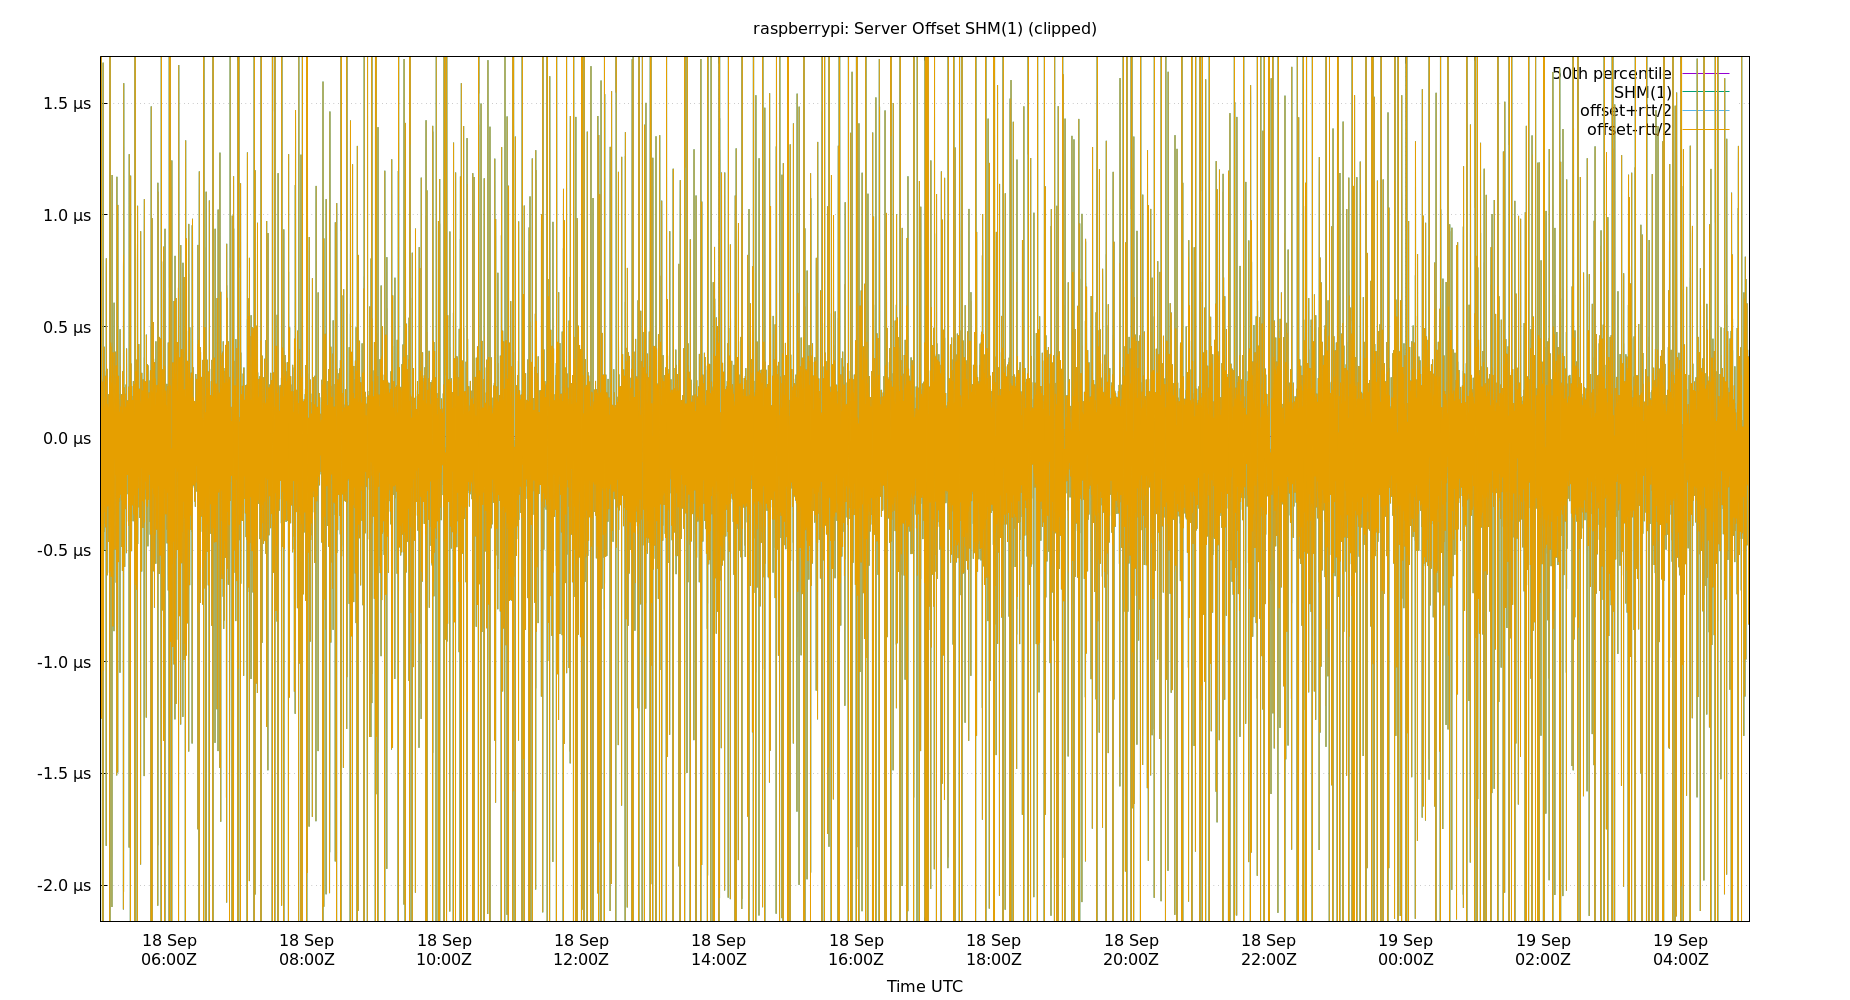 raspberrypi: Server Offset SHM(1) (clipped)
50th percentile
SHM(1)
offset+rtt/2
offset-rtt/2
1.5 µs
1.0 µs
0.5 µs
0.0 µs
-0.5 µs
-1.0 µs
-1.5 µs
-2.0 µs
18 Sep 18 Sep 18 Sep 18 Sep 18 Sep 18 Sep 18 Sep 18 Sep 18 Sep 19 Sep 19 Sep 19 Sep
06:00Z 08:00Z 10:00Z 12:00Z 14:00Z 16:00Z 18:00Z 20:00Z 22:00Z 00:00Z 02:00Z 04:00Z
Time UTC